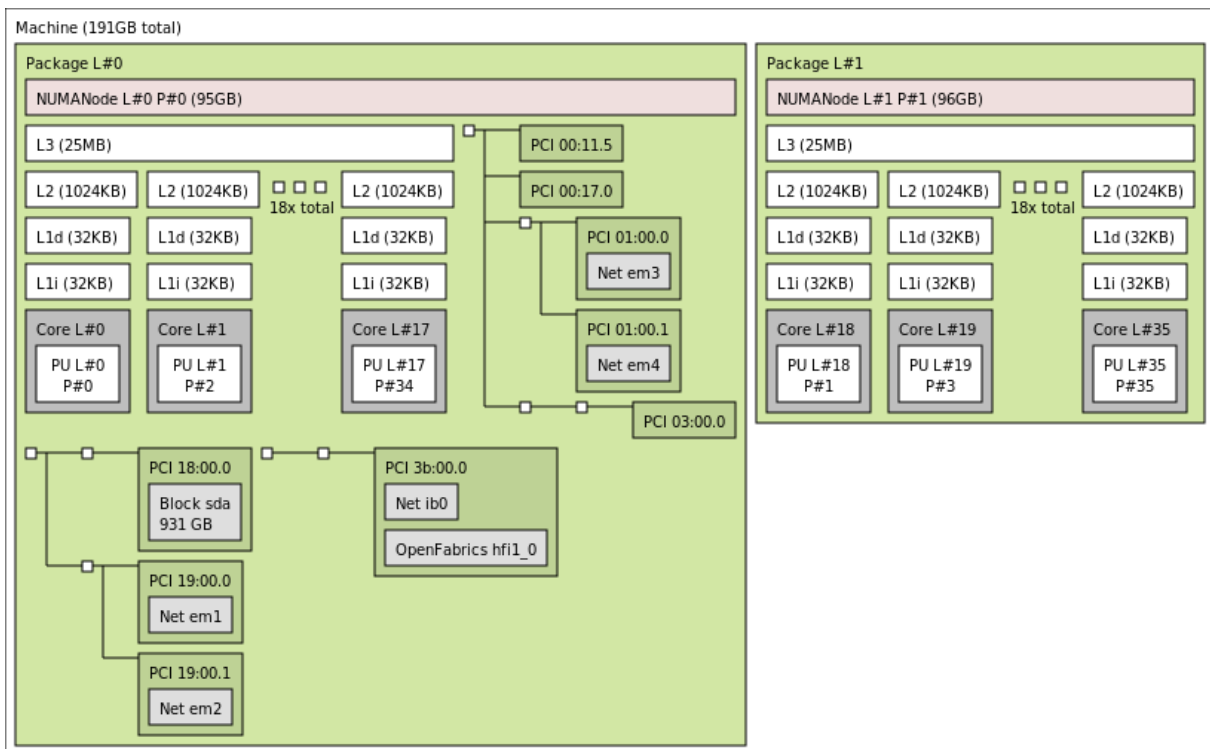 Machine (191GB total)
Package L#0
NUMANode L#0 P#0 (95GB)
L3 (25MB)
L2 (1024KB)
L2 (1024KB)
18x total
L2 (1024KB)
L1d (32KB)
L1d (32KB)
L1d (32KB)
L1i (32KB)
L1i (32KB)
L1i (32KB)
Core L#0
PU L#0
P#0
Core L#1
PU L#1
P#2
Core L#17
PU L#17
P#34
PCI 00:11.5
PCI 00:17.0
PCI 01:00.0
Net em3
PCI 01:00.1
Net em4
PCI 03:00.0
PCI 18:00.0
Block sda
931 GB
PCI 19:00.0
Net em1
PCI 19:00.1
Net em2
PCI 3b:00.0
Net ib0
OpenFabrics hfi1_0
Package L#1
NUMANode L#1 P#1 (96GB)
L3 (25MB)
L2 (1024KB)
L2 (1024KB)
18x total
L2 (1024KB)
L1d (32KB)
L1d (32KB)
L1d (32KB)
L1i (32KB)
L1i (32KB)
L1i (32KB)
Core L#18
PU L#18
P#1
Core L#19
PU L#19
P#3
Core L#35
PU L#35
P#35